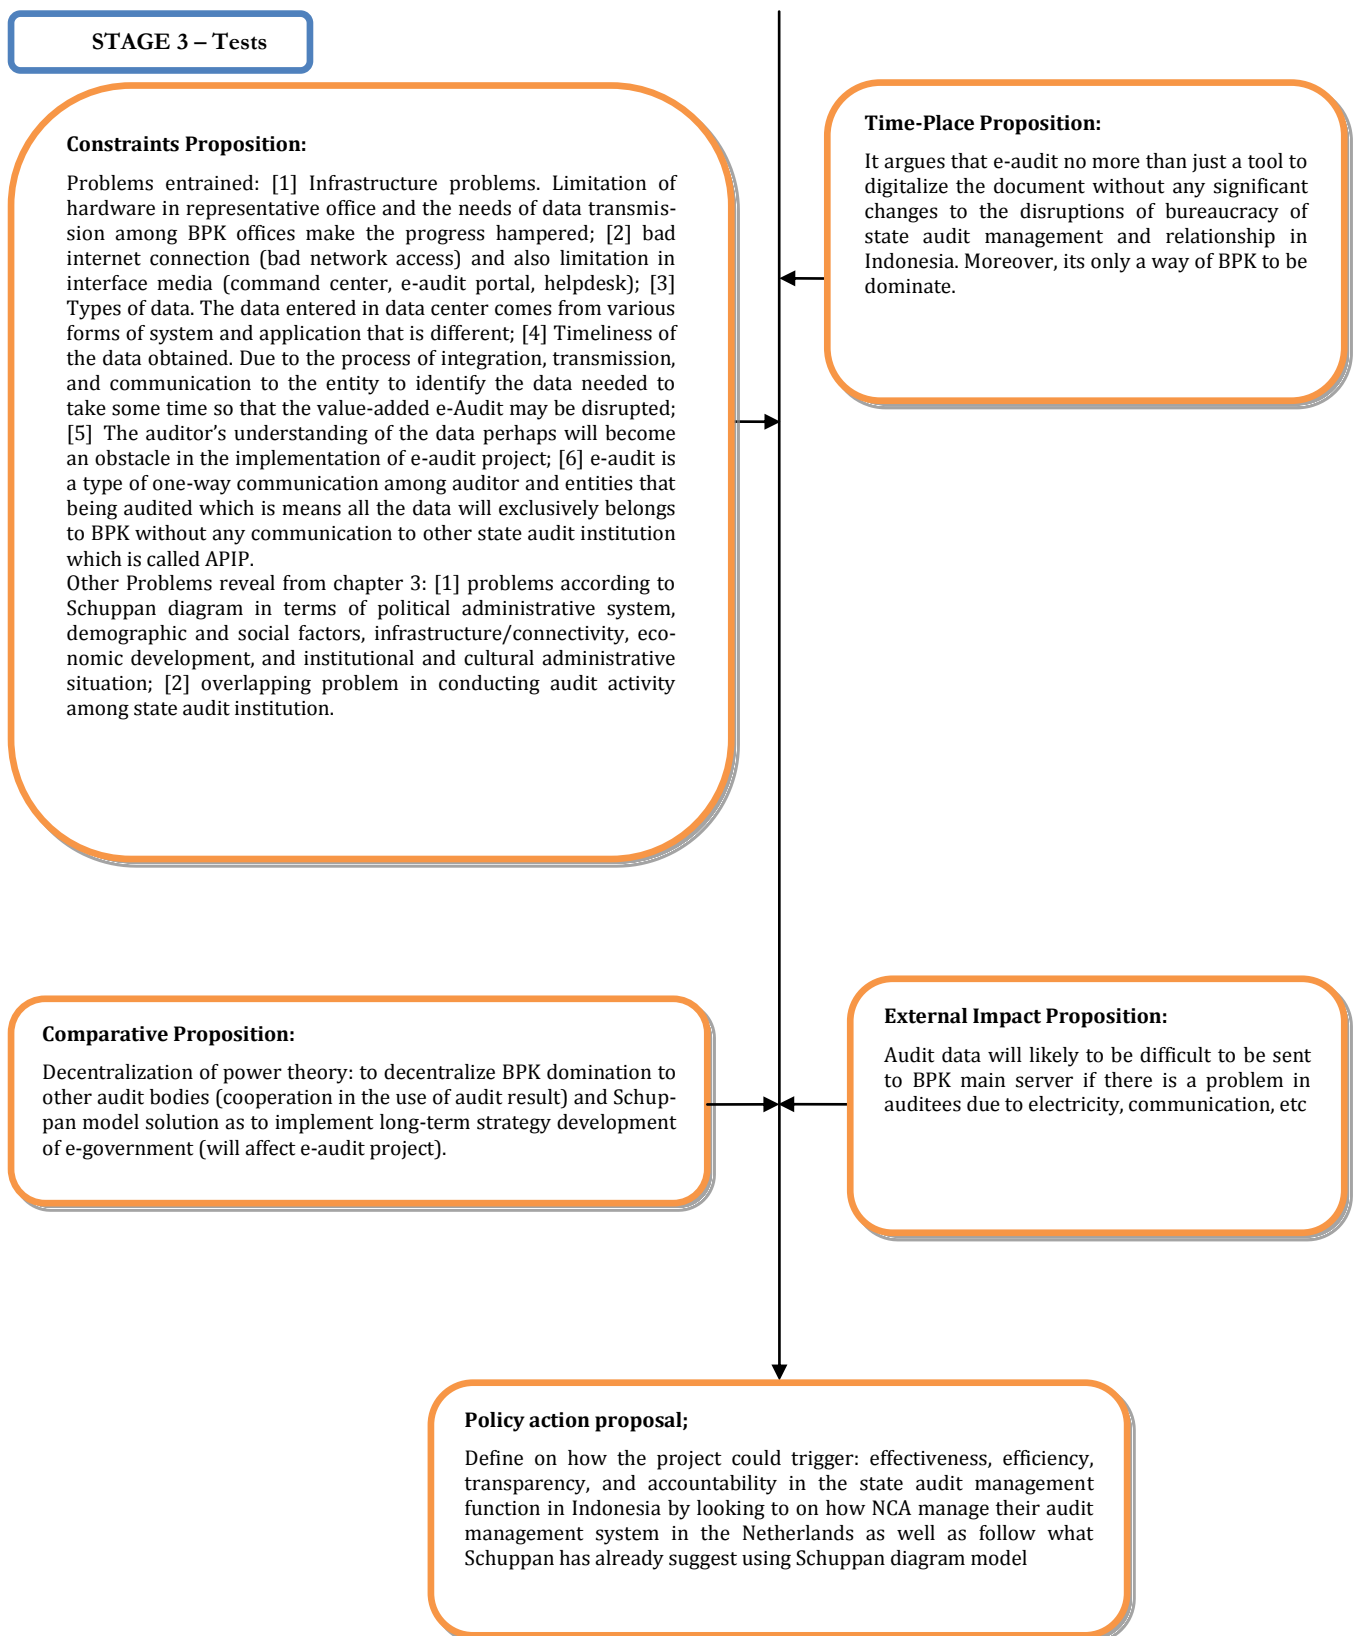 STAGE 3 – Tests
Constraints Proposition:
Problems entrained: [1] Infrastructure problems. Limitation of
hardware in representative office and the needs of data transmis-
sion among BPK offices make the progress hampered; [2] bad
internet connection (bad network access) and also limitation in
interface media (command center, e-audit portal, helpdesk); [3]
Types of data. The data entered in data center comes from various
forms of system and application that is different; [4] Timeliness of
the data obtained. Due to the process of integration, transmission,
and communication to the entity to identify the data needed to
take some time so that the value-added e-Audit may be disrupted;
[5] The auditor’s understanding of the data perhaps will become
an obstacle in the implementation of e-audit project; [6] e-audit is
a type of one-way communication among auditor and entities that
being audited which is means all the data will exclusively belongs
to BPK without any communication to other state audit institution
which is called APIP.
Other Problems reveal from chapter 3: [1] problems according to
Schuppan diagram in terms of political administrative system,
demographic and social factors, infrastructure/connectivity, eco-
nomic development, and institutional and cultural administrative
situation; [2] overlapping problem in conducting audit activity
among state audit institution.
Time-Place Proposition:
It argues that e-audit no more than just a tool to
digitalize the document without any significant
changes to the disruptions of bureaucracy of
state audit management and relationship in
Indonesia. Moreover, its only a way of BPK to be
dominate.
Comparative Proposition:
Decentralization of power theory: to decentralize BPK domination to
other audit bodies (cooperation in the use of audit result) and Schup-
pan model solution as to implement long-term strategy development
of e-government (will affect e-audit project).
External Impact Proposition:
Audit data will likely to be difficult to be sent
to BPK main server if there is a problem in
auditees due to electricity, communication, etc
Policy action proposal;
Define on how the project could trigger: effectiveness, efficiency,
transparency, and accountability in the state audit management
function in Indonesia by looking to on how NCA manage their audit
management system in the Netherlands as well as follow what
Schuppan has already suggest using Schuppan diagram model